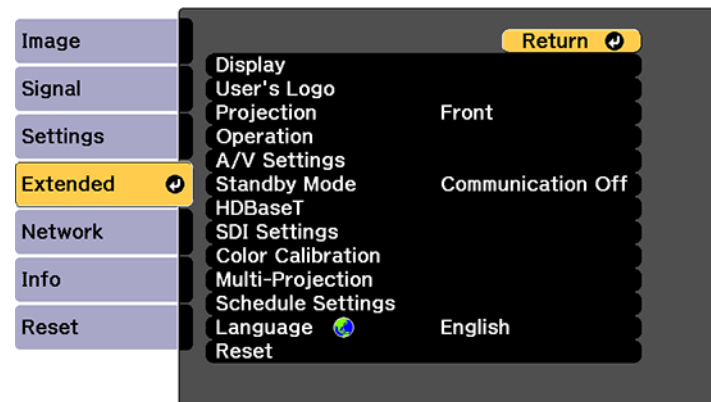 Image
Signal
Settings
Extended
Network
Info
Reset
Return
Display
User's Logo
Projection Front
Operation
A/V Settings
Standby Mode Communication Off
HDBaseT
SDI Settings
Color Calibration
Multi-Projection
Schedule Settings
Language English
Reset